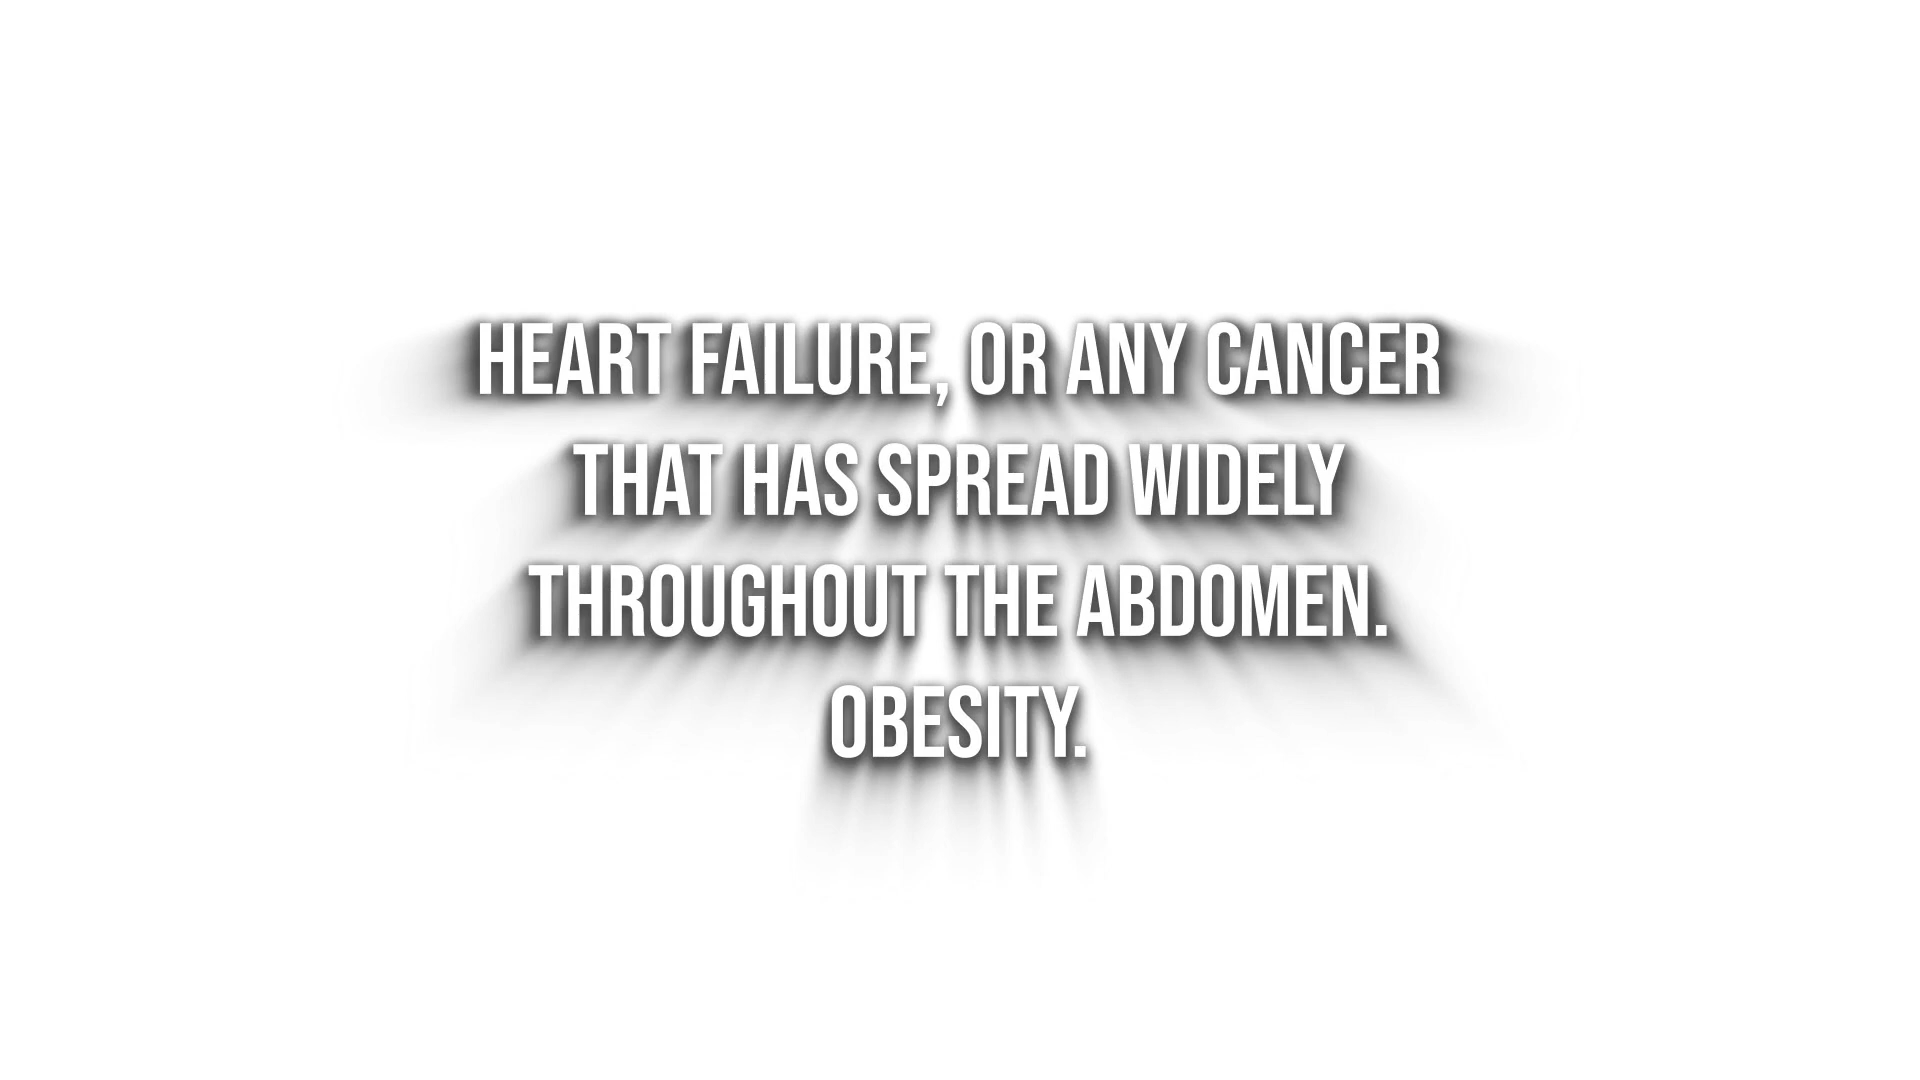 HEART FAILURE, OR ANY CANCER
THAT HAS SPREAD WIDELY
THROUGHOUT THE ABDOMEN.
OBESITY.